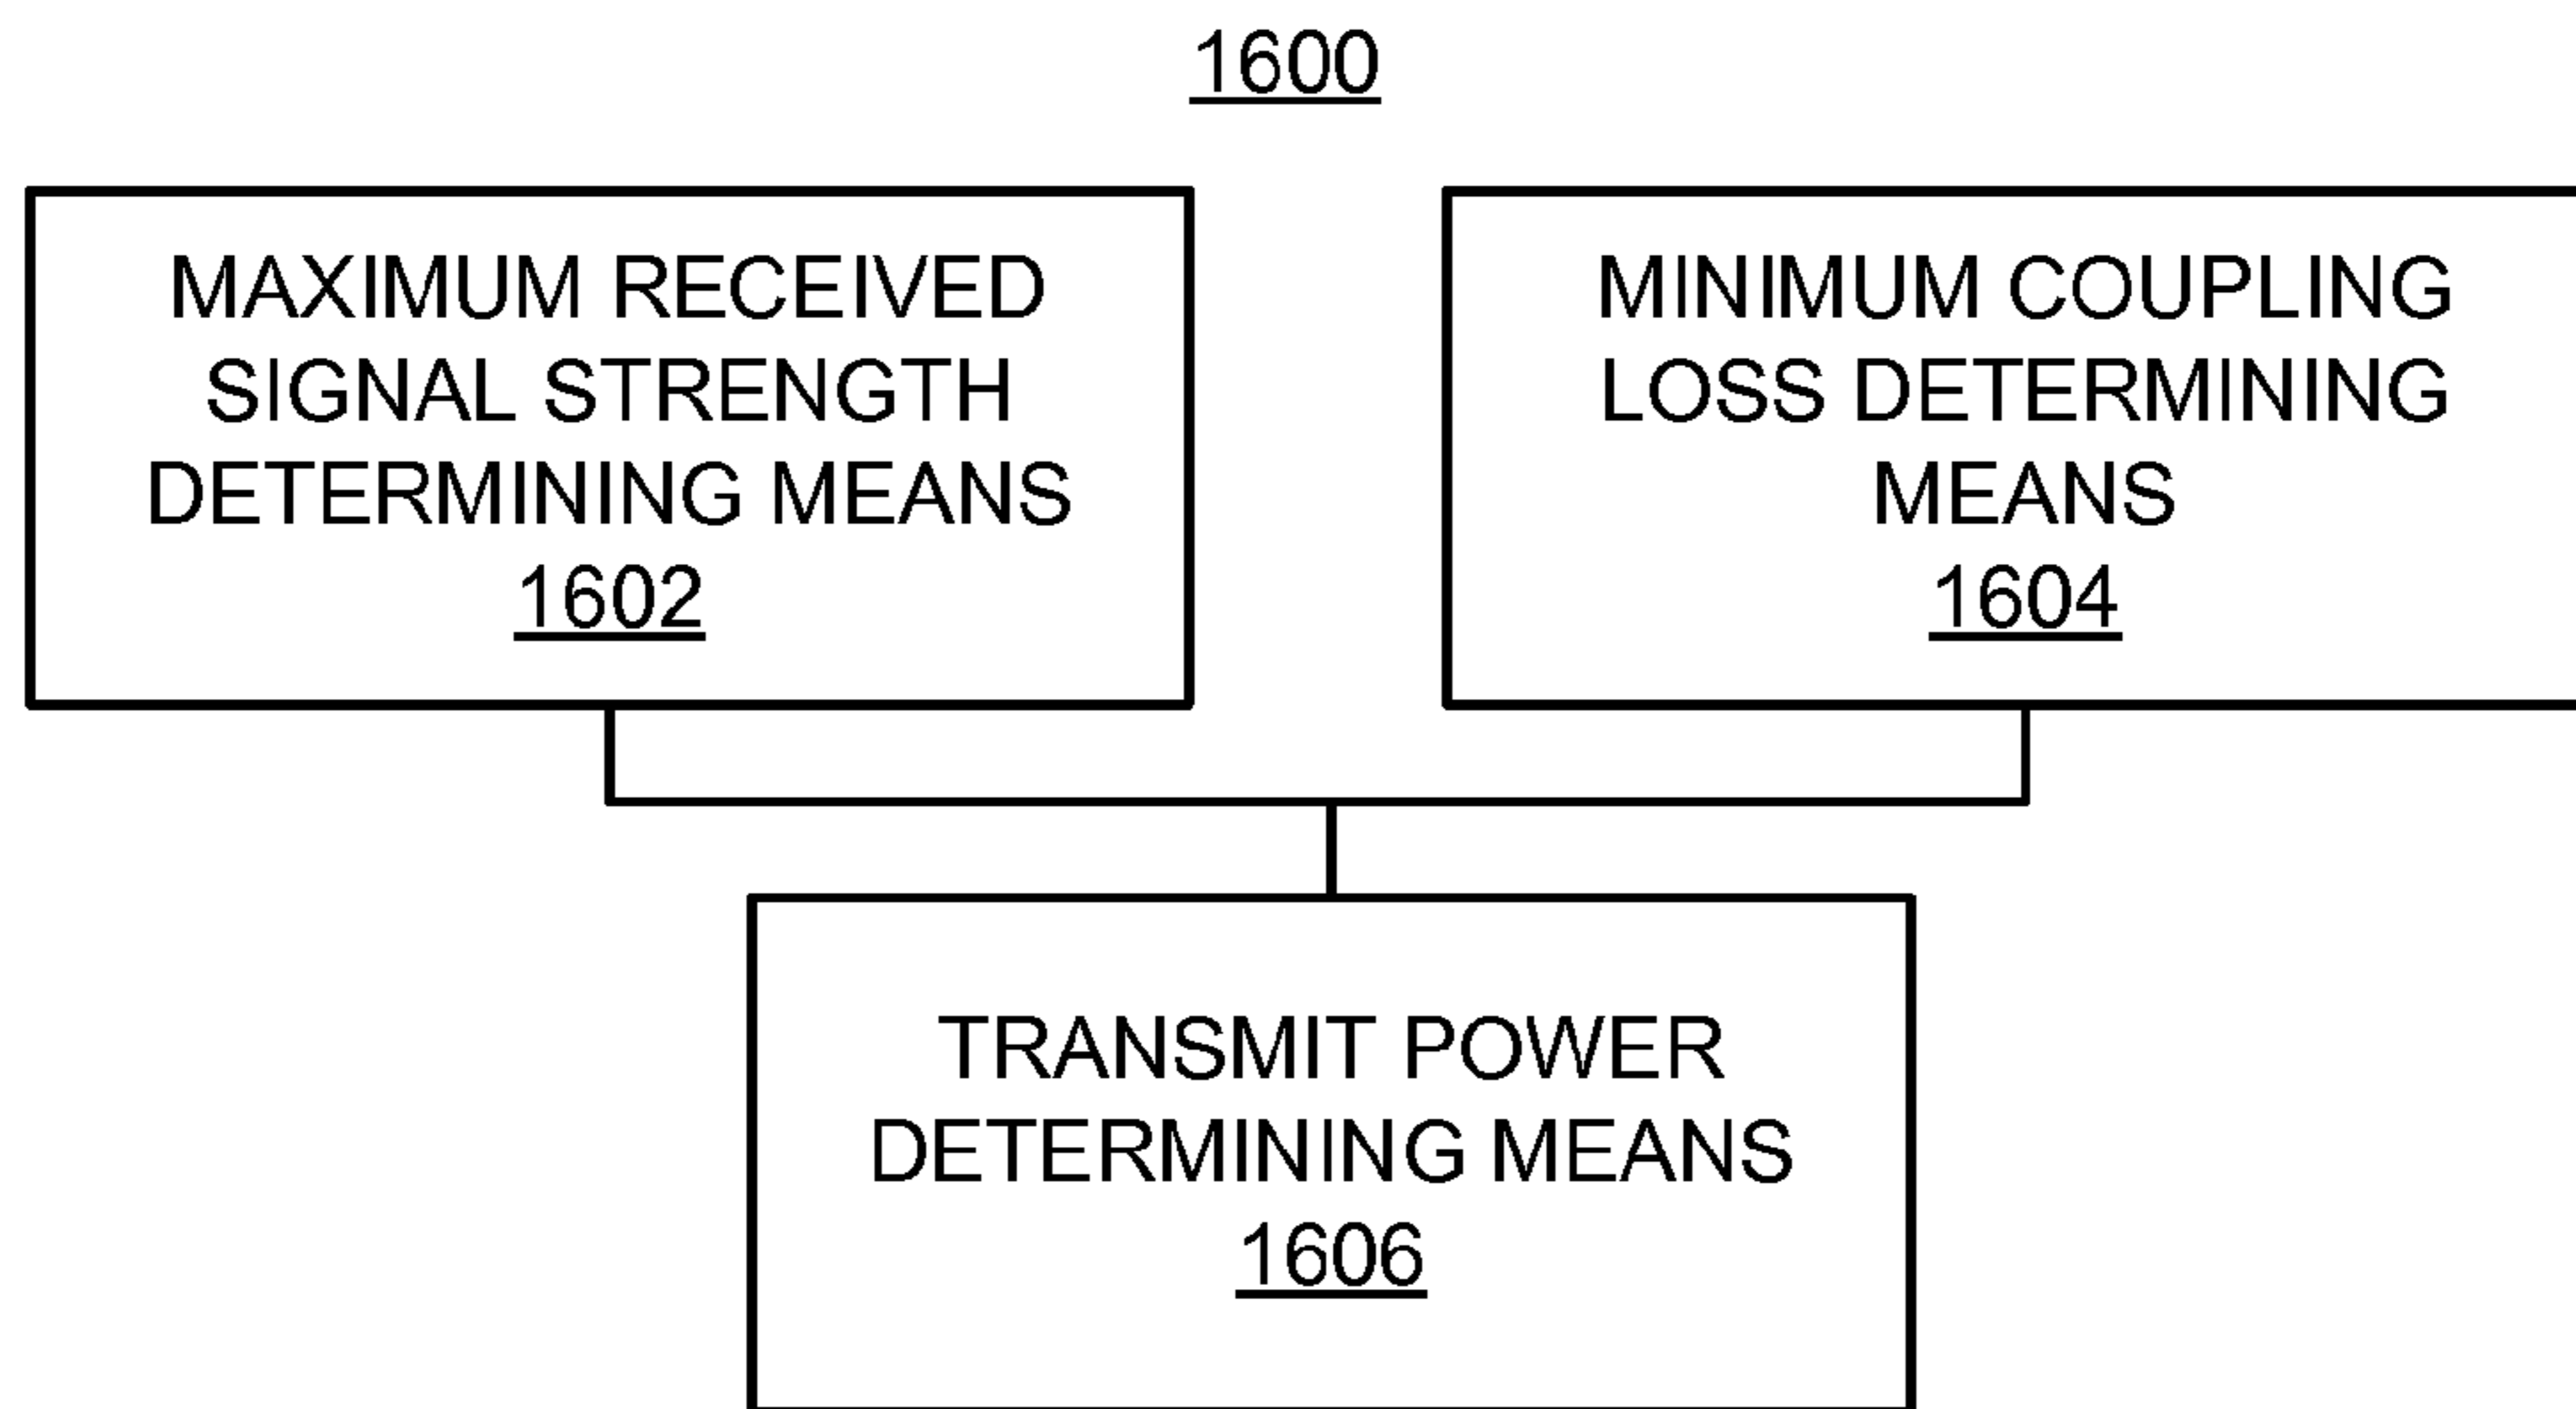 1600
MAXIMUM RECEIVED
SIGNAL STRENGTH
DETERMINING MEANS
1602
MINIMUM COUPLING
LOSS DETERMINING
MEANS
1604
TRANSMIT POWER
DETERMINING MEANS
1606